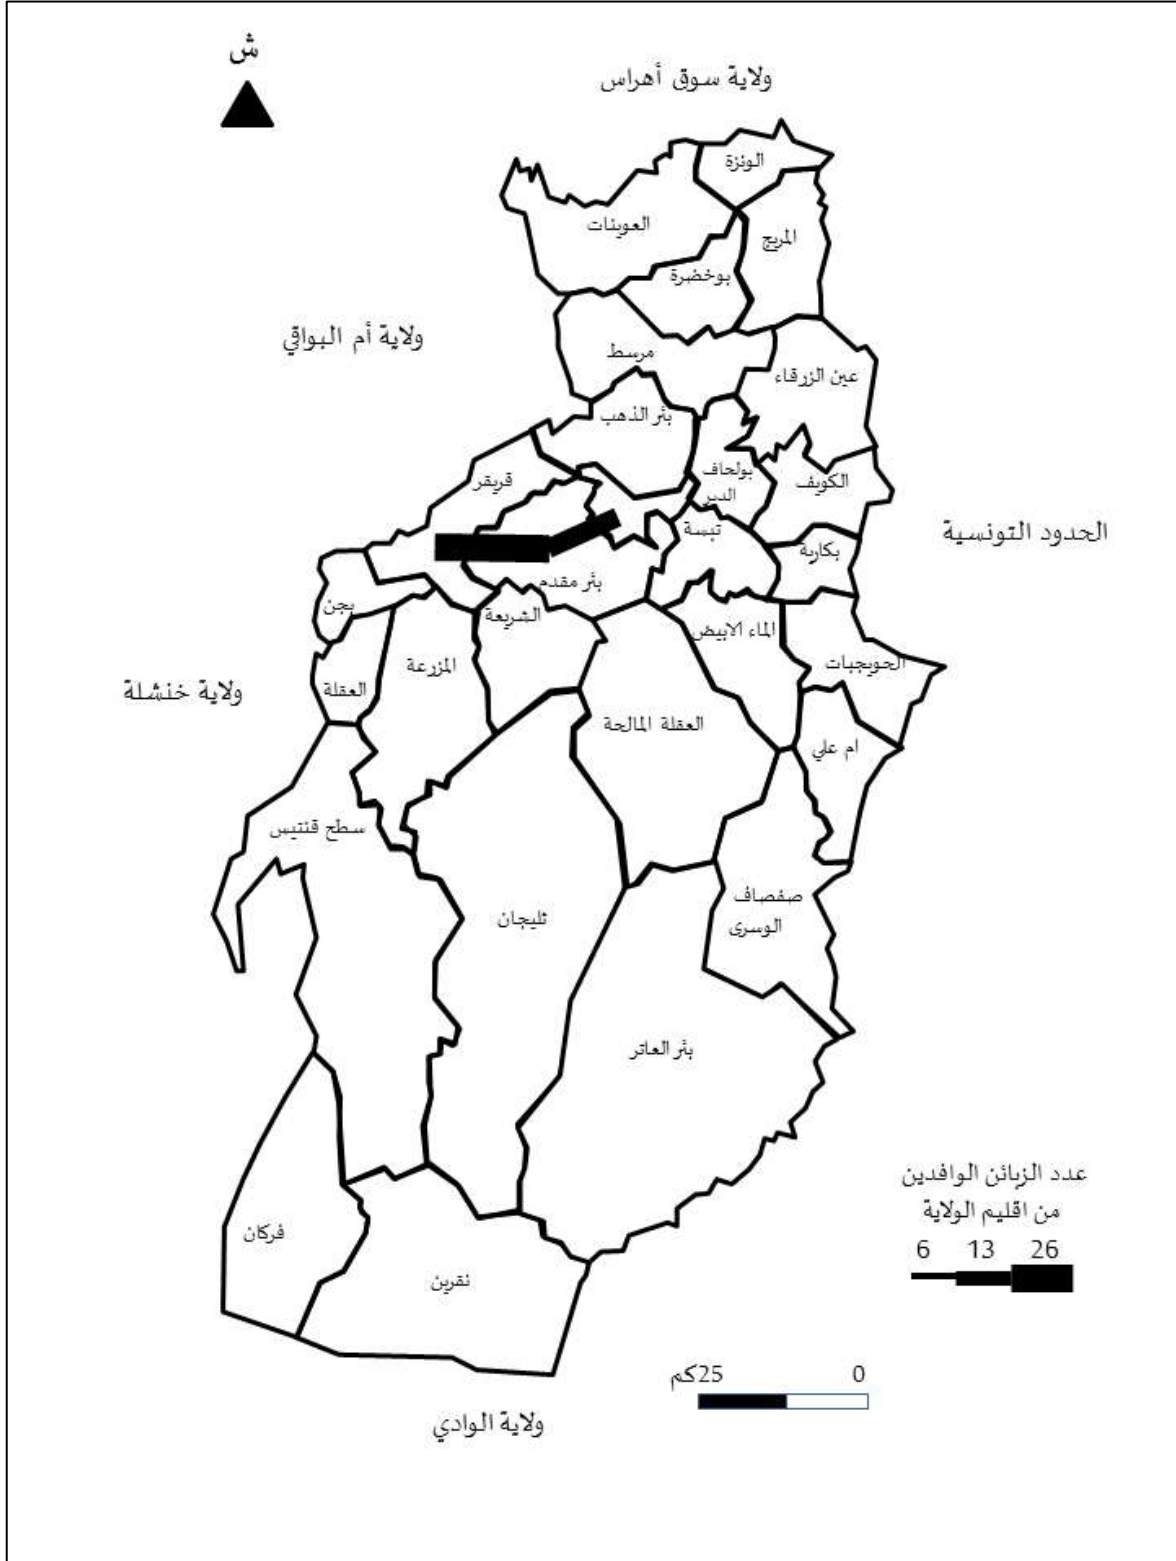 ش
ولاية سوق أهراس
الونزة
العوينات
المريج
بوخضرة
ولاية أم البواقي
مرسط
عين الزرقاء
بئر الذهب
بولحاف
الدير
الكويف
قريقر
الحدود التونسية
تبسة
بكارية
بئر مقدم
بجن
الشريعة
الماء الابيض
المزرعة
الحويجبات
ولاية خنشلة
العقلة
العقلة المالحة
ام علي
سطح قنتيس
صفصاف
الوسرى
ثليجان
بئر العاتر
عدد الزبائن الوافدين
من اقليم الولاية
6 13 26
فركان
نقرين
25كم 0
ولاية الوادي